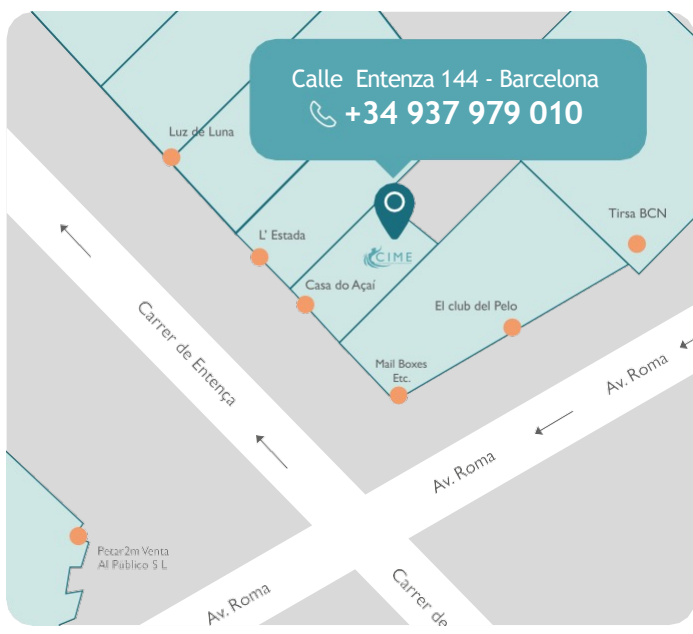 Calle Entenza 144 - Barcelona
+34 937 979 010
Luz de Luna
Tirsa BCN
L' Estada
CIME
Casa do Açaí
El club del Pelo
Carrer de Entença
Mail Boxes
Etc.
Av. Roma
Av. Roma
Petar2m Venta
Al Público S L
Av. Roma
Carrer de